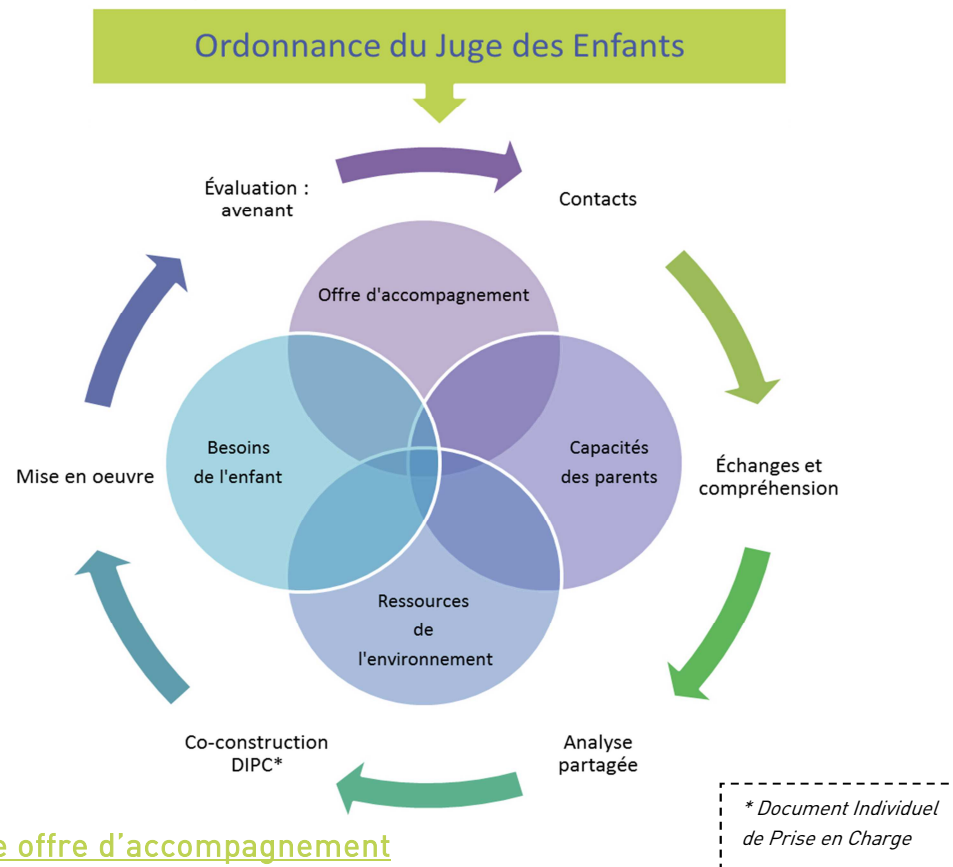 Ordonnance du Juge des Enfants
Évaluation :
avenant
Contacts
Offre d'accompagnement
Besoins
de l'enfant
Capacités
des parents
Mise en oeuvre
Échanges et
compréhension
Ressources
de
l'environnement
Co-construction
DIPC*
Analyse
partagée
* Document Individuel
de Prise en Charge
e offre d'accompagnement